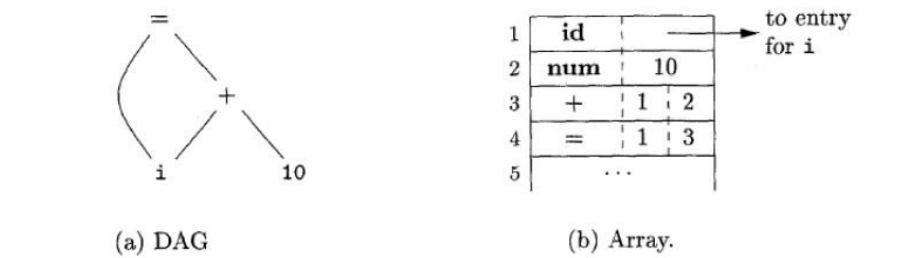 =
+
i
10
(a) DAG
1 id to entry
for i
2 num 10
3 + 1 2
4 = 1 3
5 ...
(b) Array.